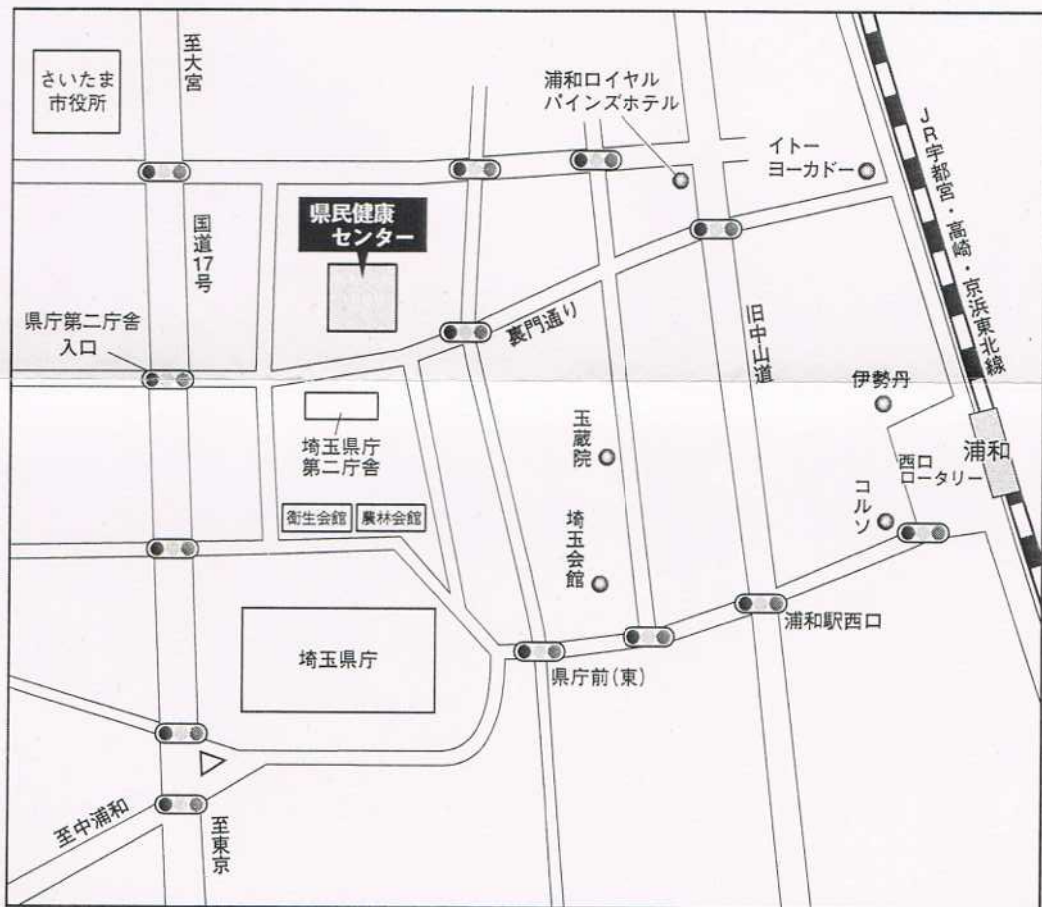 さいたま
市役所
至大宮
浦和ロイヤル
パインズホテル
イトー
ヨーカドー
JR宇都宮・高崎・京浜東北線
国道17号
県民健康
センター
県庁第二庁舎
入口
裏門通り
旧中山道
伊勢丹
浦和
西口
ロータリー
コルソ
玉蔵院
埼玉県庁
第二庁舎
衛生会館
農林会館
埼玉会館
浦和駅西口
県庁前(東)
埼玉県庁
至中浦和
至東京